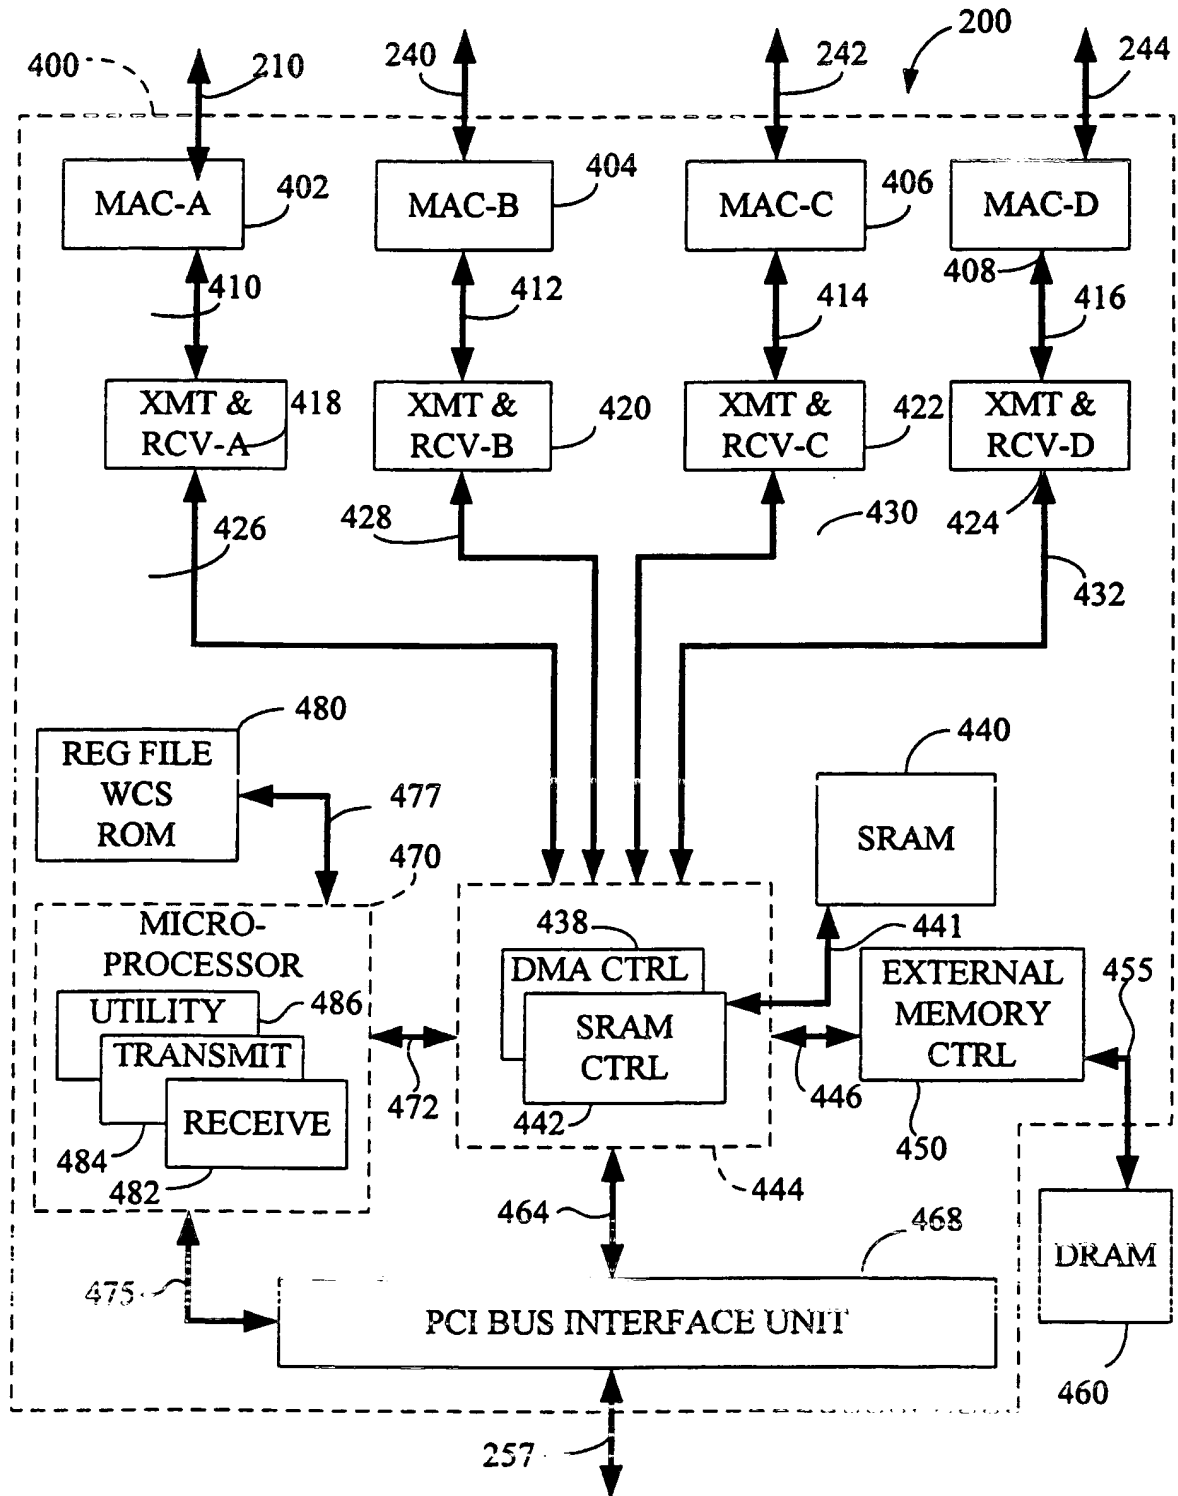 200
400
210
240
242
244
MAC-A
402
MAC-B
404
MAC-C
406
MAC-D
408
410
412
414
416
XMT &
RCV-A
418
XMT &
RCV-B
420
XMT &
RCV-C
422
XMT &
RCV-D
424
426
428
430
432
480
REG FILE
WCS
ROM
477
440
SRAM
441
470
MICRO-
PROCESSOR
UTILITY
486
TRANSMIT
RECEIVE
484
482
472
438
DMA CTRL
SRAM
CTRL
442
444
446
EXTERNAL
MEMORY
CTRL
450
455
DRAM
460
464
468
475
PCI BUS INTERFACE UNIT
257